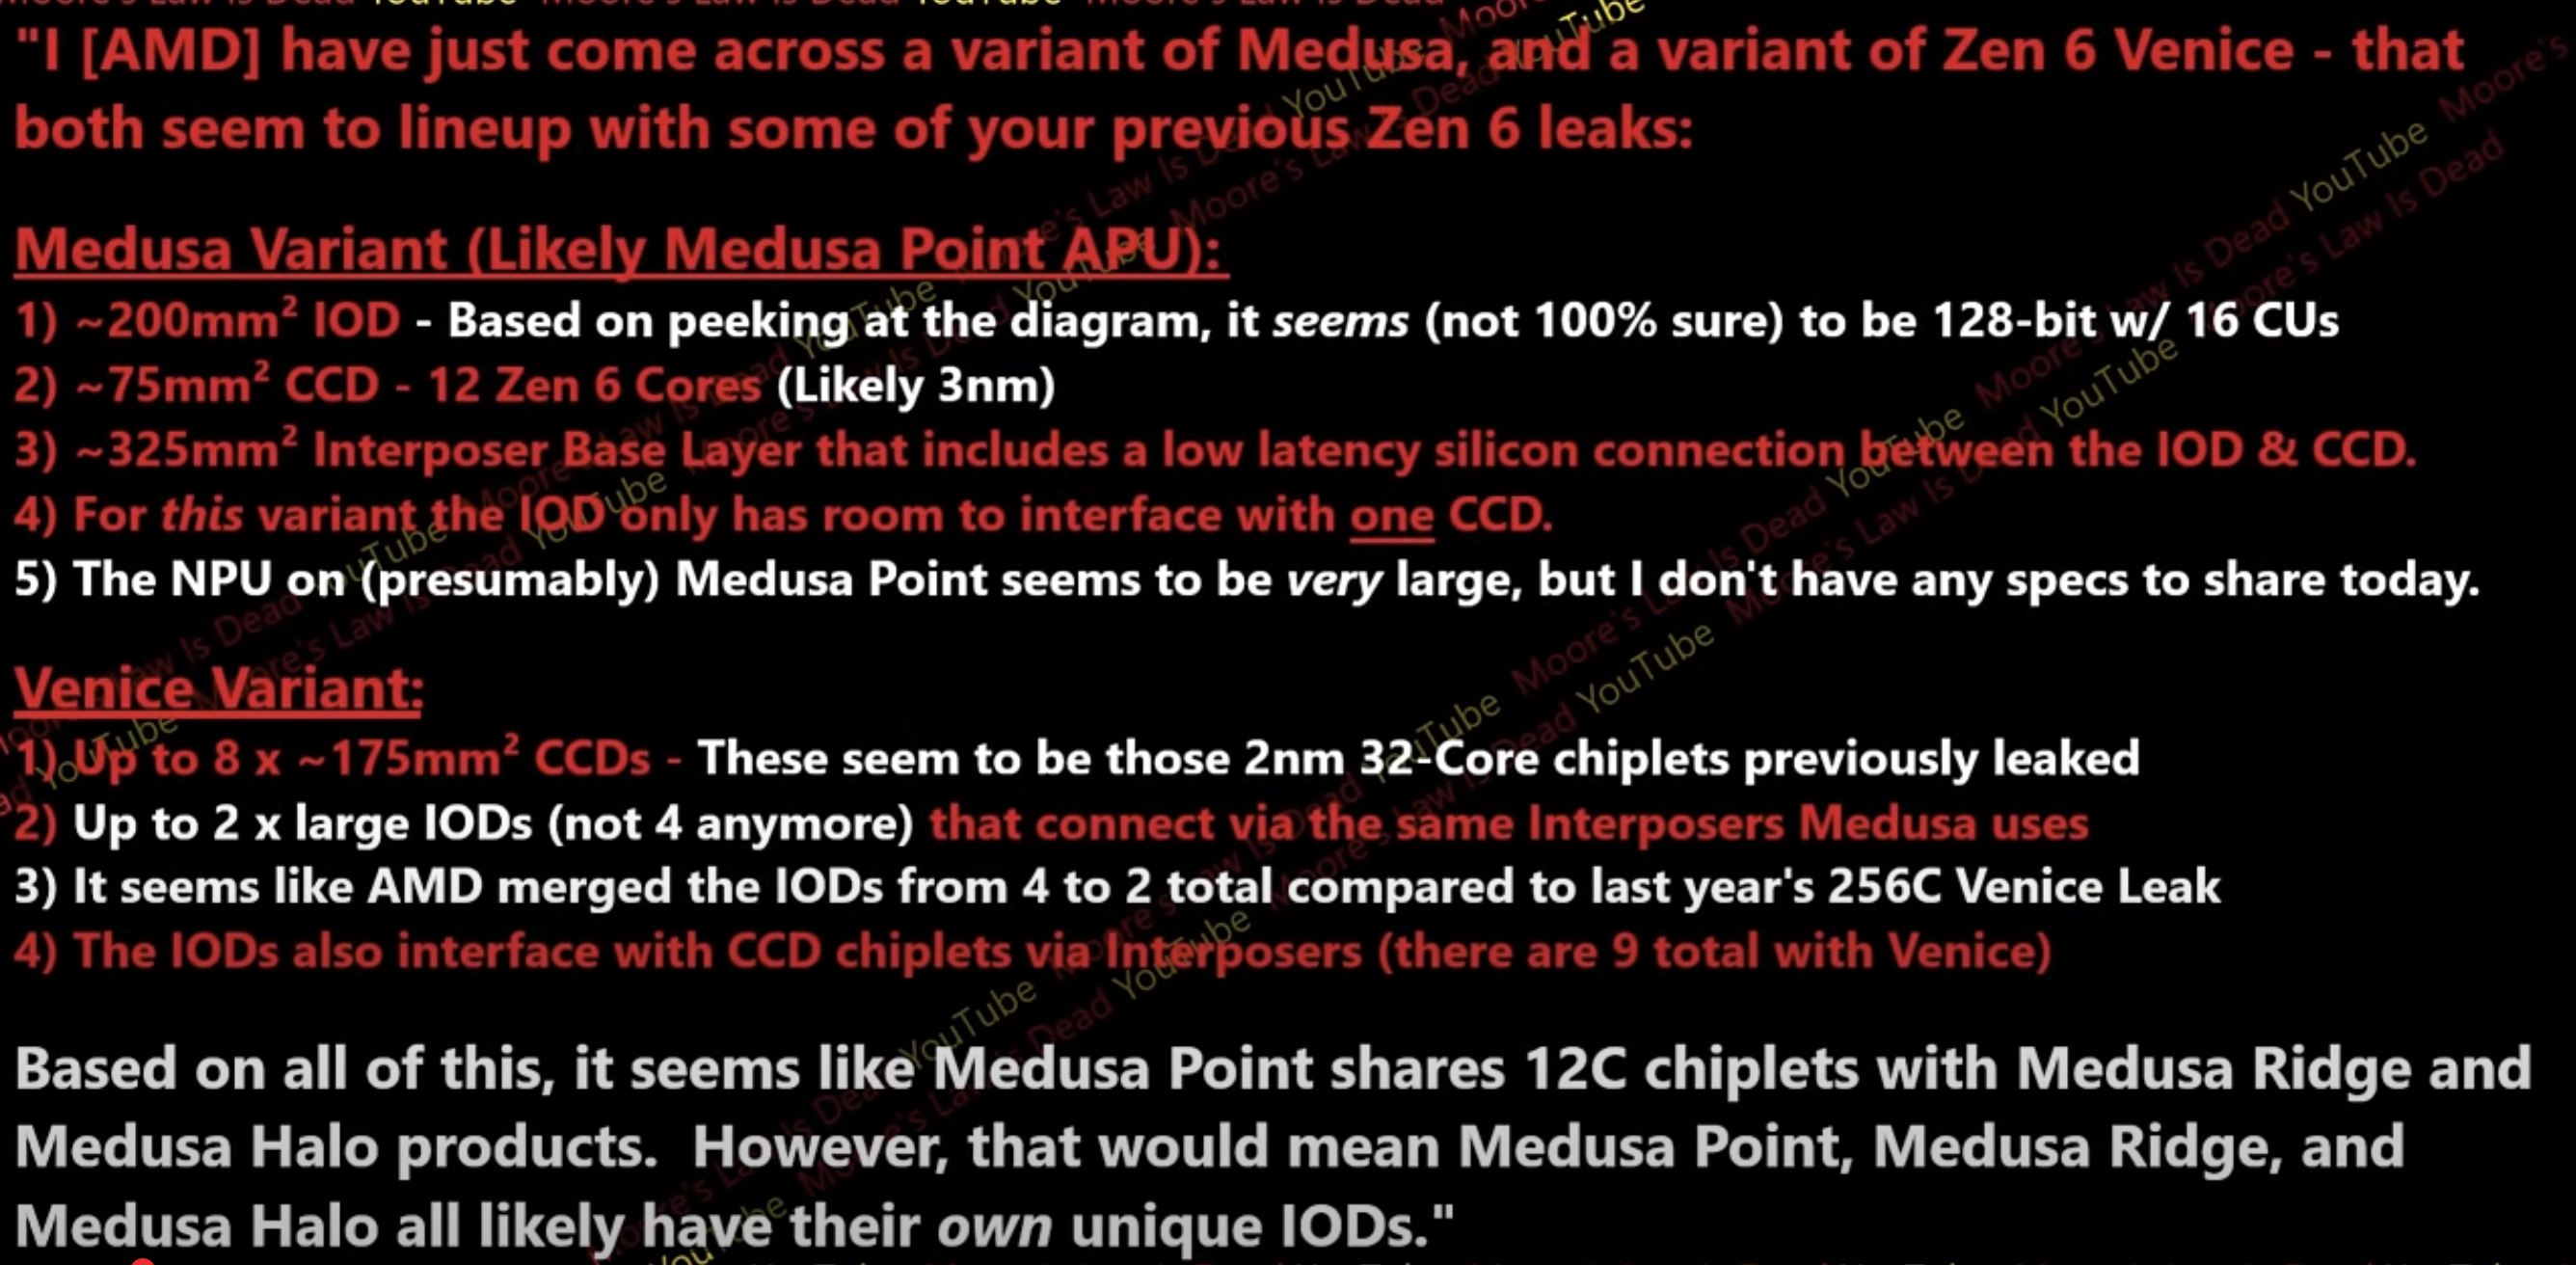 "I [AMD] have just come across a variant of Medusa, and a variant of Zen 6 Venice - that
both seem to lineup with some of your previous Zen 6 leaks:
Medusa Variant (Likely Medusa Point APU):
1) ~200mm² IOD - Based on peeking at the diagram, it seems (not 100% sure) to be 128-bit w/ 16 CUs
2) ~75mm² CCD - 12 Zen 6 Cores (Likely 3nm)
3) ~325mm² Interposer Base Layer that includes a low latency silicon connection between the IOD & CCD.
4) For this variant the IOD only has room to interface with one CCD.
5) The NPU on (presumably) Medusa Point seems to be very large, but I don't have any specs to share today.
Venice Variant:
1) Up to 8 x ~175mm² CCDs - These seem to be those 2nm 32-Core chiplets previously leaked
2) Up to 2 x large IODs (not 4 anymore) that connect via the same Interposers Medusa uses
3) It seems like AMD merged the IODs from 4 to 2 total compared to last year's 256C Venice Leak
4) The IODs also interface with CCD chiplets via Interposers (there are 9 total with Venice)
Based on all of this, it seems like Medusa Point shares 12C chiplets with Medusa Ridge and
Medusa Halo products.  However, that would mean Medusa Point, Medusa Ridge, and
Medusa Halo all likely have their own unique IODs."
Moore's Law Is Dead YouTube